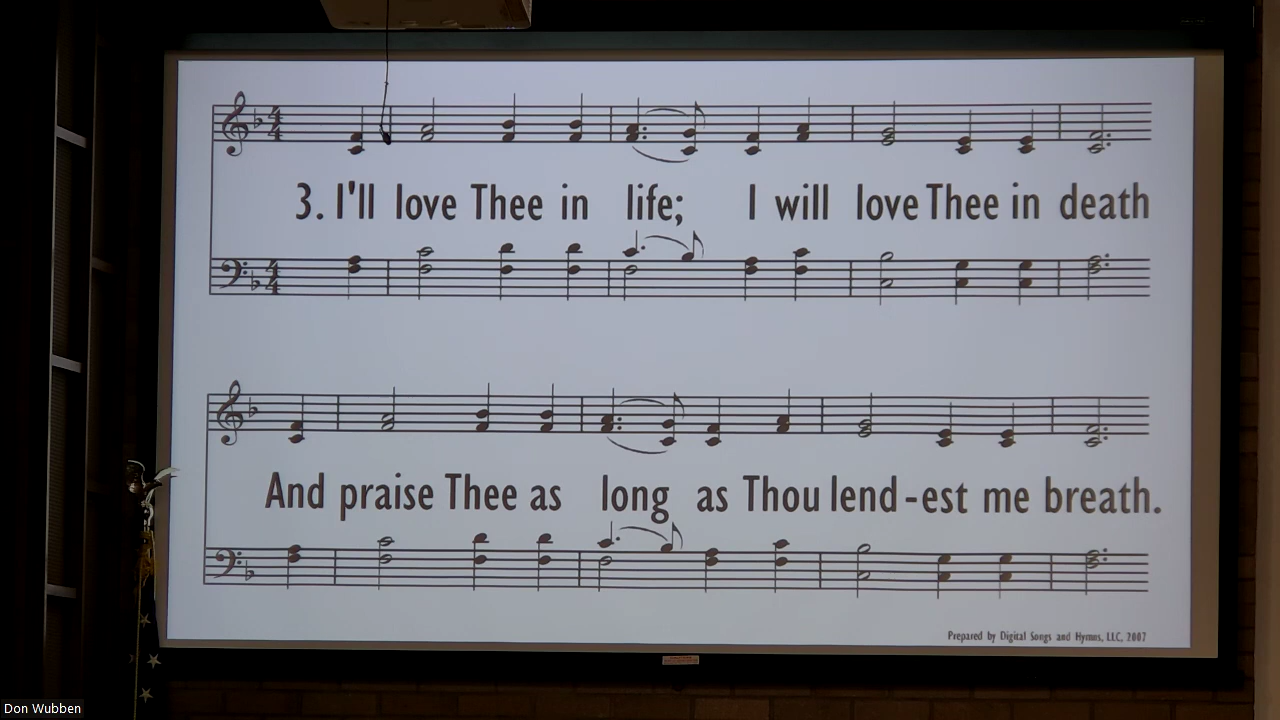 3. I'll love Thee in life; I will love Thee in death
And praise Thee as long as Thou lend-est me breath.
Prepared by Digital Songs and Hymns, LLC, 2007
Don Wubben